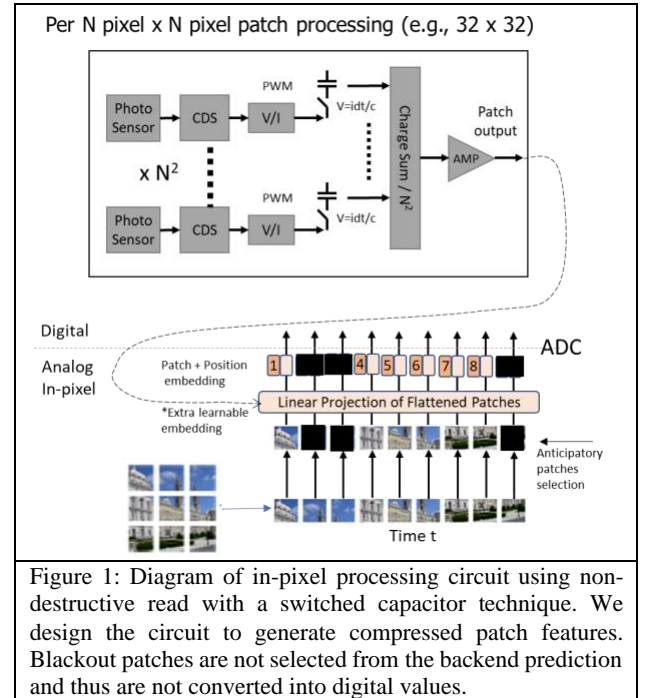 Per N pixel x N pixel patch processing (e.g., 32 x 32)
Photo Sensor
CDS
V/I
PWM
V=idt/c
Charge Sum / N²
AMP
Patch output
x N²
Photo Sensor
CDS
V/I
PWM
V=idt/c
Digital
ADC
Analog In-pixel
Patch + Position embedding
1
4
5
6
7
8
*Extra learnable embedding
Linear Projection of Flattened Patches
Anticipatory patches selection
Time t
Figure 1: Diagram of in-pixel processing circuit using non-
destructive read with a switched capacitor technique. We
design the circuit to generate compressed patch features.
Blackout patches are not selected from the backend prediction
and thus are not converted into digital values.